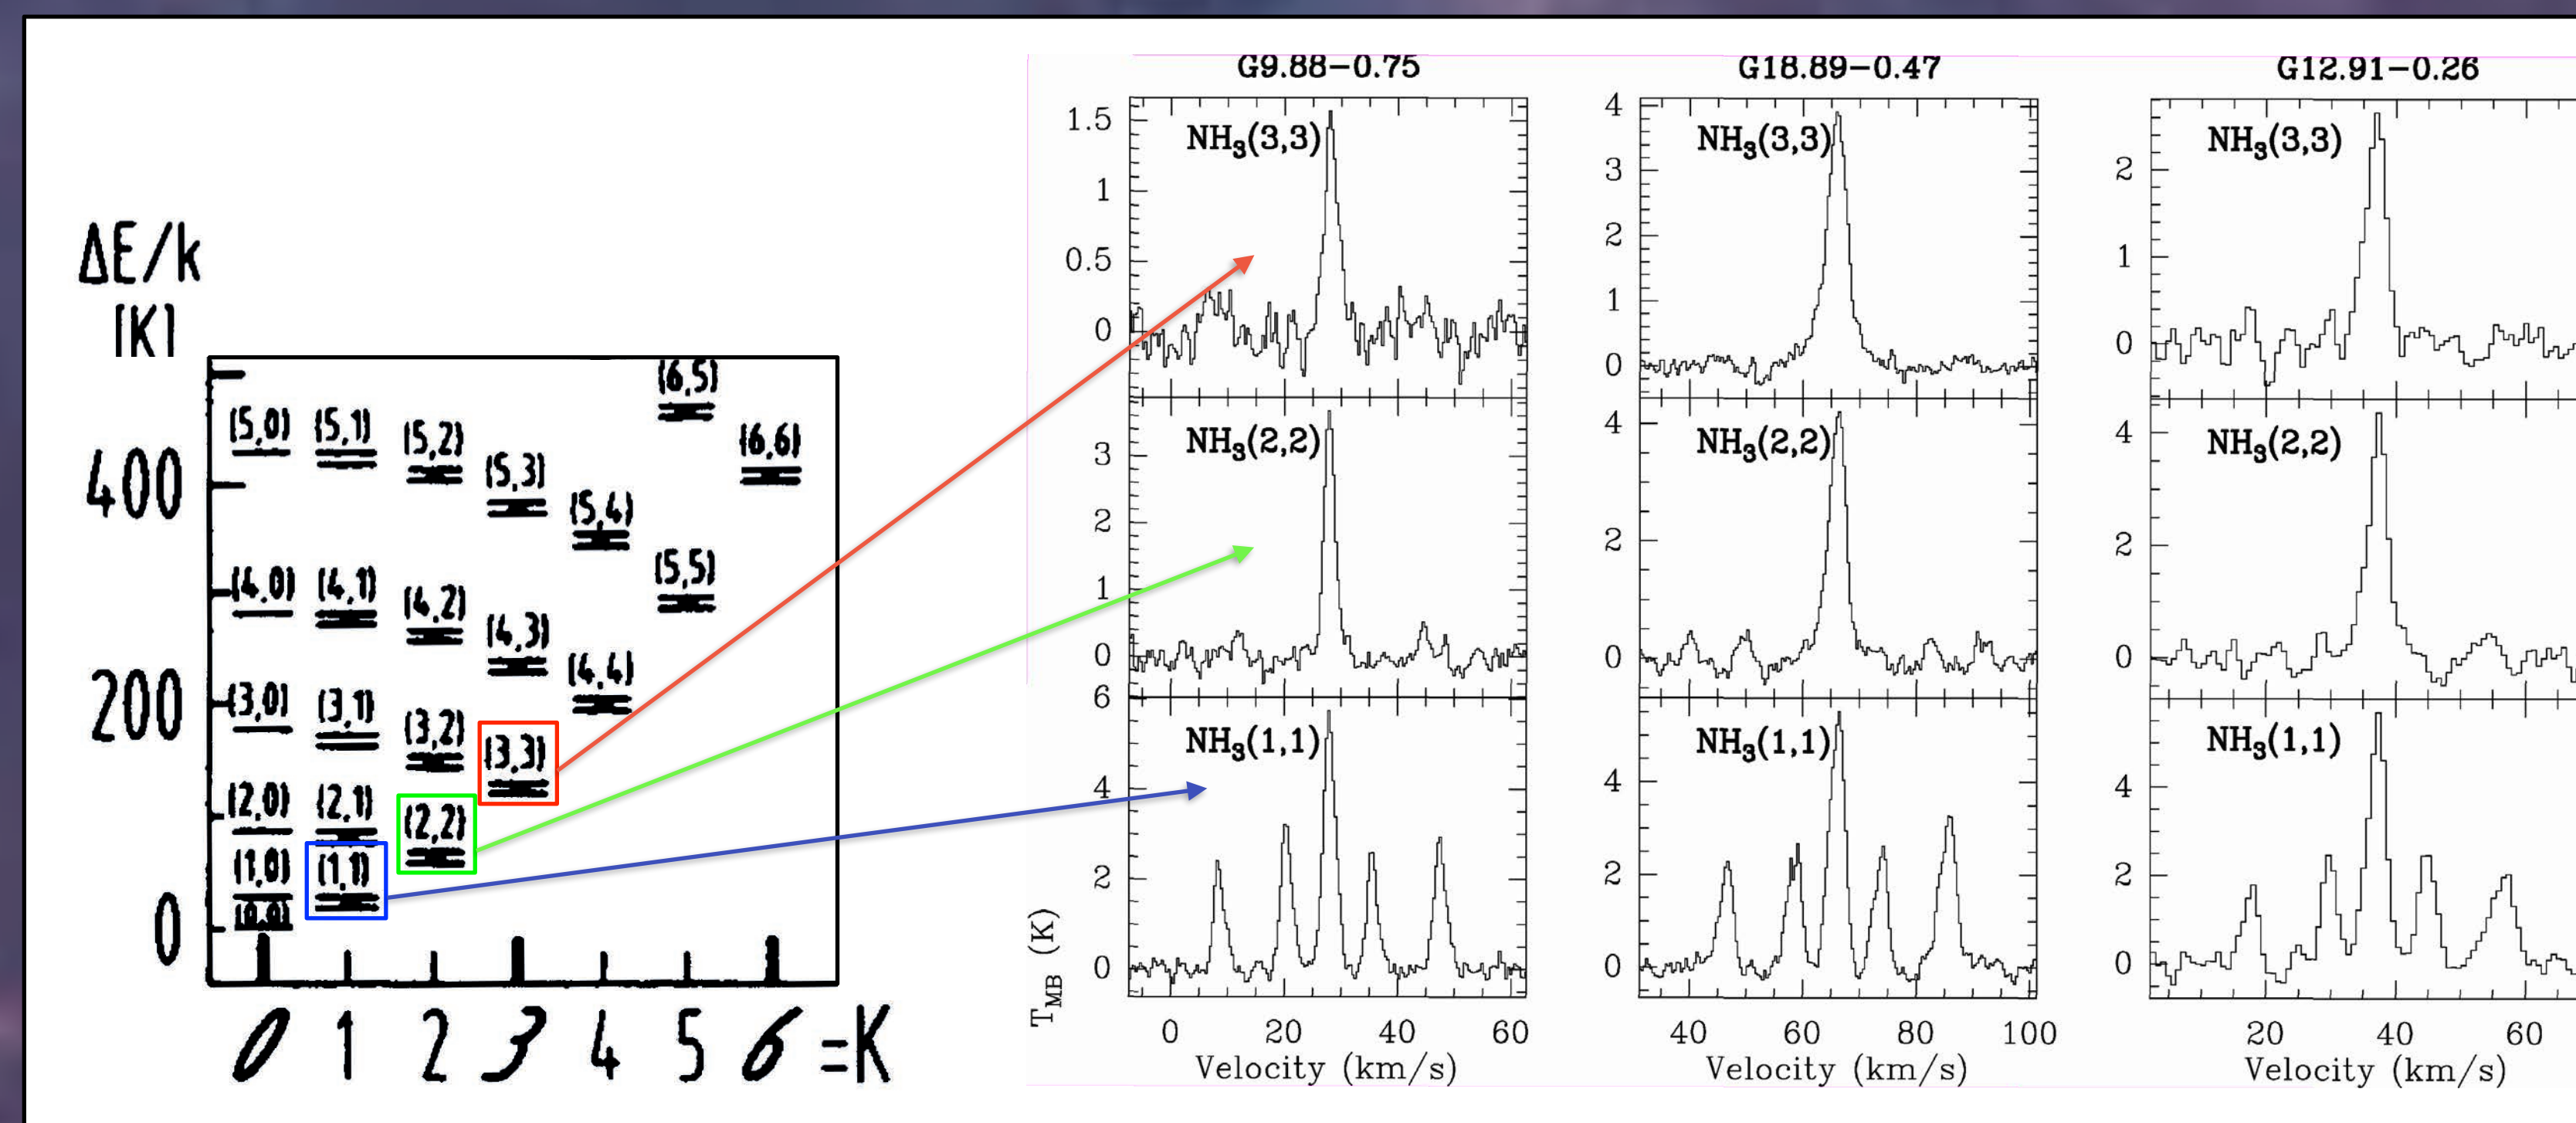 ΔE/k
[K]
400
200
0
(6,5)
(5,0) (5,1) (5,2) (6,6)
(5,3)
(5,4)
(5,5)
(4,0) (4,1) (4,2)
(4,3)
(4,4)
(3,0) (3,1) (3,2)
(3,3)
(2,0) (2,1) (2,2)
(1,0) (1,1)
(0,0)
0 1 2 3 4 5 6 =K
G9.88−0.75
NH3(3,3)
1.5
1
0.5
0
NH3(2,2)
3
2
1
0
NH3(1,1)
6
4
2
0
TMB (K)
0 20 40 60
Velocity (km/s)
G18.89−0.47
NH3(3,3)
4
3
2
1
0
NH3(2,2)
4
2
0
NH3(1,1)
4
2
0
40 60 80 100
Velocity (km/s)
G12.91−0.26
NH3(3,3)
2
1
0
NH3(2,2)
4
2
0
NH3(1,1)
4
2
0
20 40 60
Velocity (km/s)